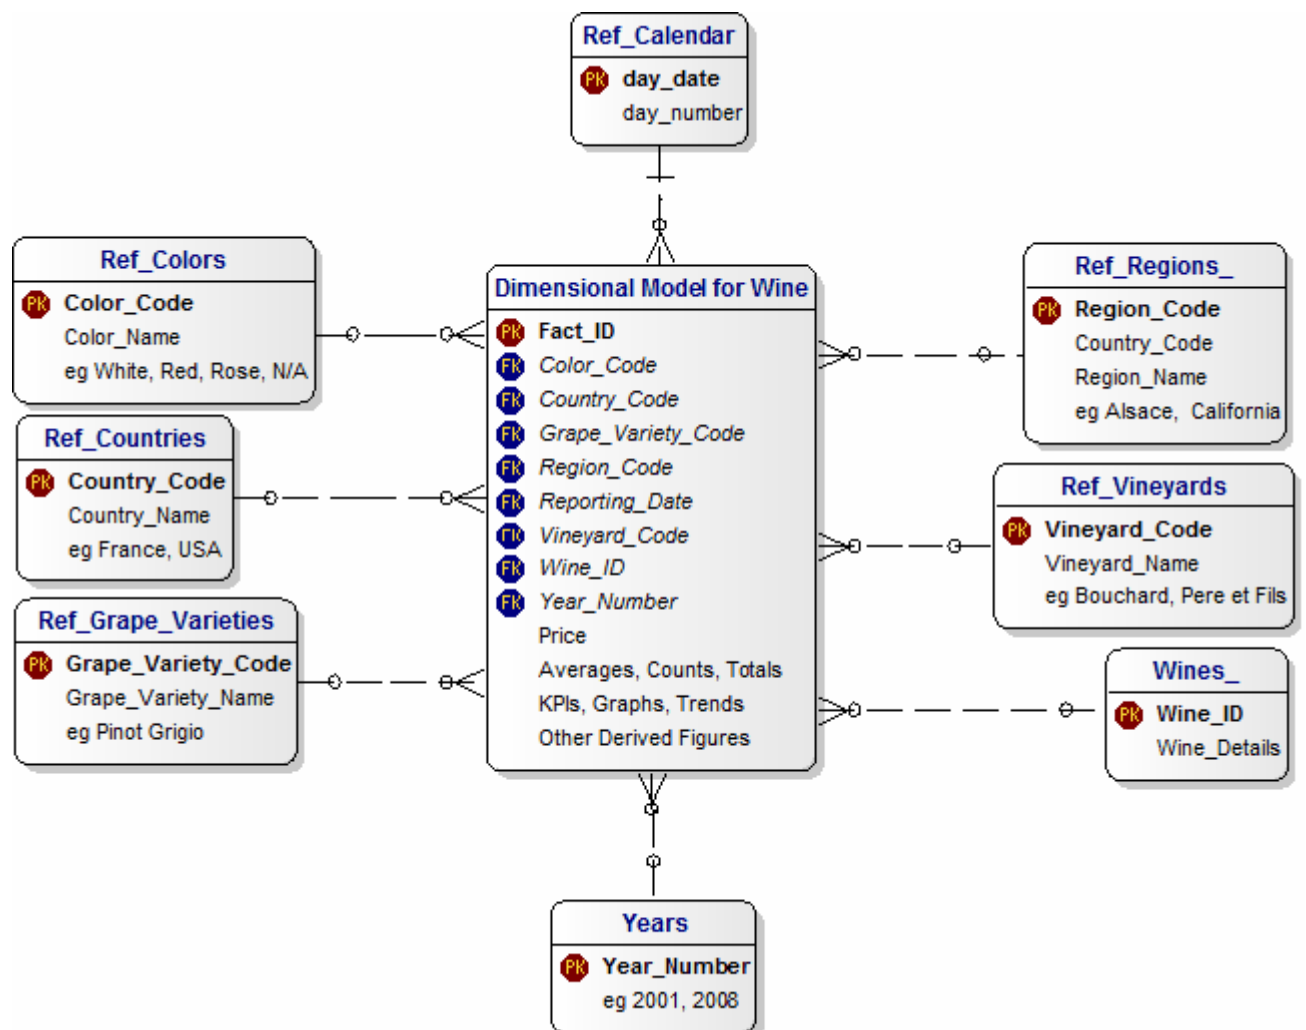 Ref_Calendar
PK day_date
day_number
Ref_Colors
PK Color_Code
Color_Name
eg White, Red, Rose, N/A
Ref_Countries
PK Country_Code
Country_Name
eg France, USA
Ref_Grape_Varieties
PK Grape_Variety_Code
Grape_Variety_Name
eg Pinot Grigio
Dimensional Model for Wine
PK Fact_ID
FK Color_Code
FK Country_Code
FK Grape_Variety_Code
FK Region_Code
FK Reporting_Date
FK Vineyard_Code
FK Wine_ID
FK Year_Number
Price
Averages, Counts, Totals
KPIs, Graphs, Trends
Other Derived Figures
Ref_Regions_
PK Region_Code
Country_Code
Region_Name
eg Alsace, California
Ref_Vineyards
PK Vineyard_Code
Vineyard_Name
eg Bouchard, Pere et Fils
Wines_
PK Wine_ID
Wine_Details
Years
PK Year_Number
eg 2001, 2008